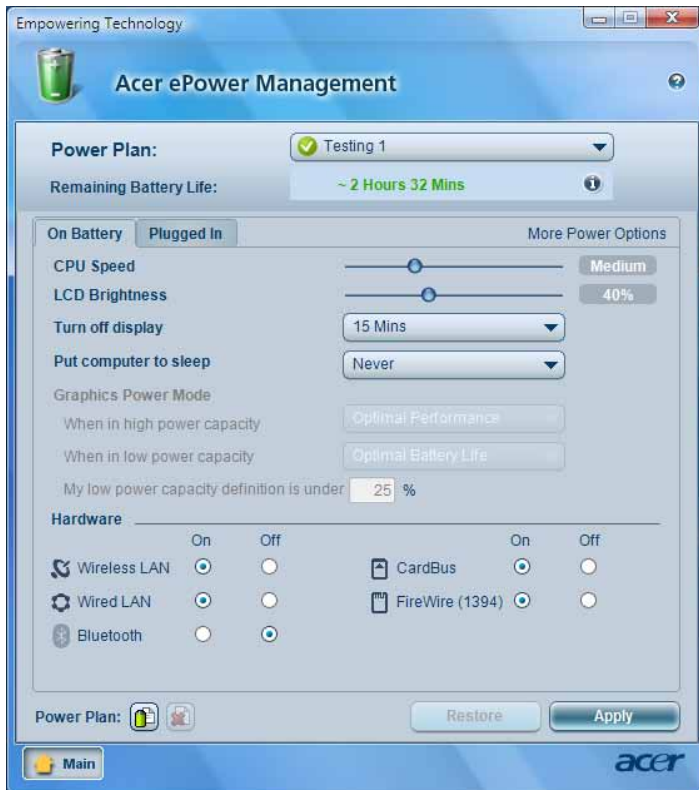 Empowering Technology
Acer ePower Management
Power Plan: Testing 1
Remaining Battery Life: ~ 2 Hours 32 Mins
On Battery Plugged In More Power Options
CPU Speed Medium
LCD Brightness 40%
Turn off display 15 Mins
Put computer to sleep Never
Graphics Power Mode
When in high power capacity Optimal Performance
When in low power capacity Optimal Battery Life
My low power capacity definition is under 25 %
Hardware
On Off On Off
Wireless LAN CardBus
Wired LAN FireWire (1394)
Bluetooth
Power Plan: Restore Apply
Main acer